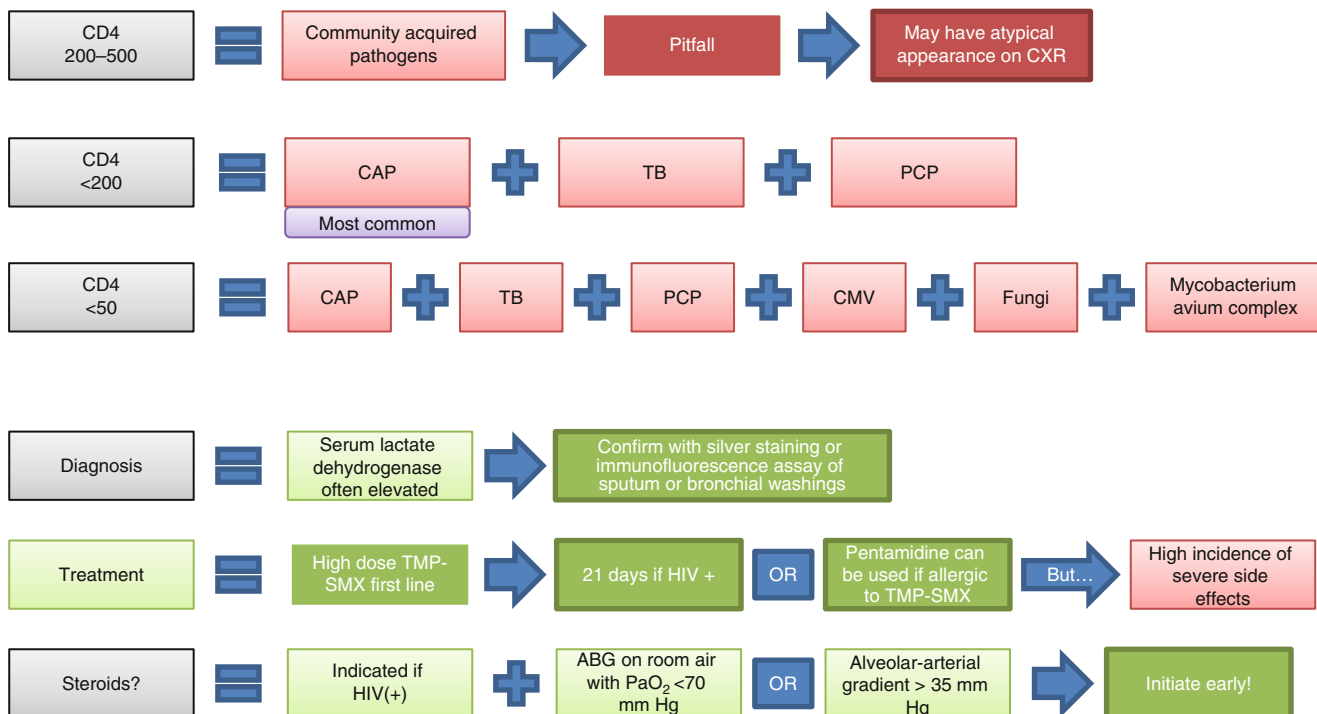 CD4
200–500
Community acquired
pathogens
Pitfall
May have atypical
appearance on CXR
CD4
<200
CAP
Most common
TB
PCP
CD4
<50
CAP
TB
PCP
CMV
Fungi
Mycobacterium
avium complex
Diagnosis
Serum lactate
dehydrogenase
often elevated
Confirm with silver staining or
immunofluorescence assay of
sputum or bronchial washings
Treatment
High dose TMP-
SMX first line
21 days if HIV +
OR
Pentamidine can
be used if allergic
to TMP-SMX
But…
High incidence of
severe side
effects
Steroids?
Indicated if
HIV(+)
ABG on room air
with PaO₂ <70
mm Hg
OR
Alveolar-arterial
gradient > 35 mm
Hg
Initiate early!